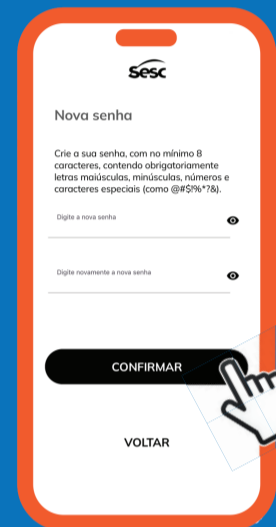 Sesc
Nova senha
Crie a sua senha, com no mínimo 8
caracteres, contendo obrigatoriamente
letras maiúsculas, minúsculas, números e
caracteres especiais (como @#$!%*?&).
Digite a nova senha
Digite novamente a nova senha
CONFIRMAR
VOLTAR